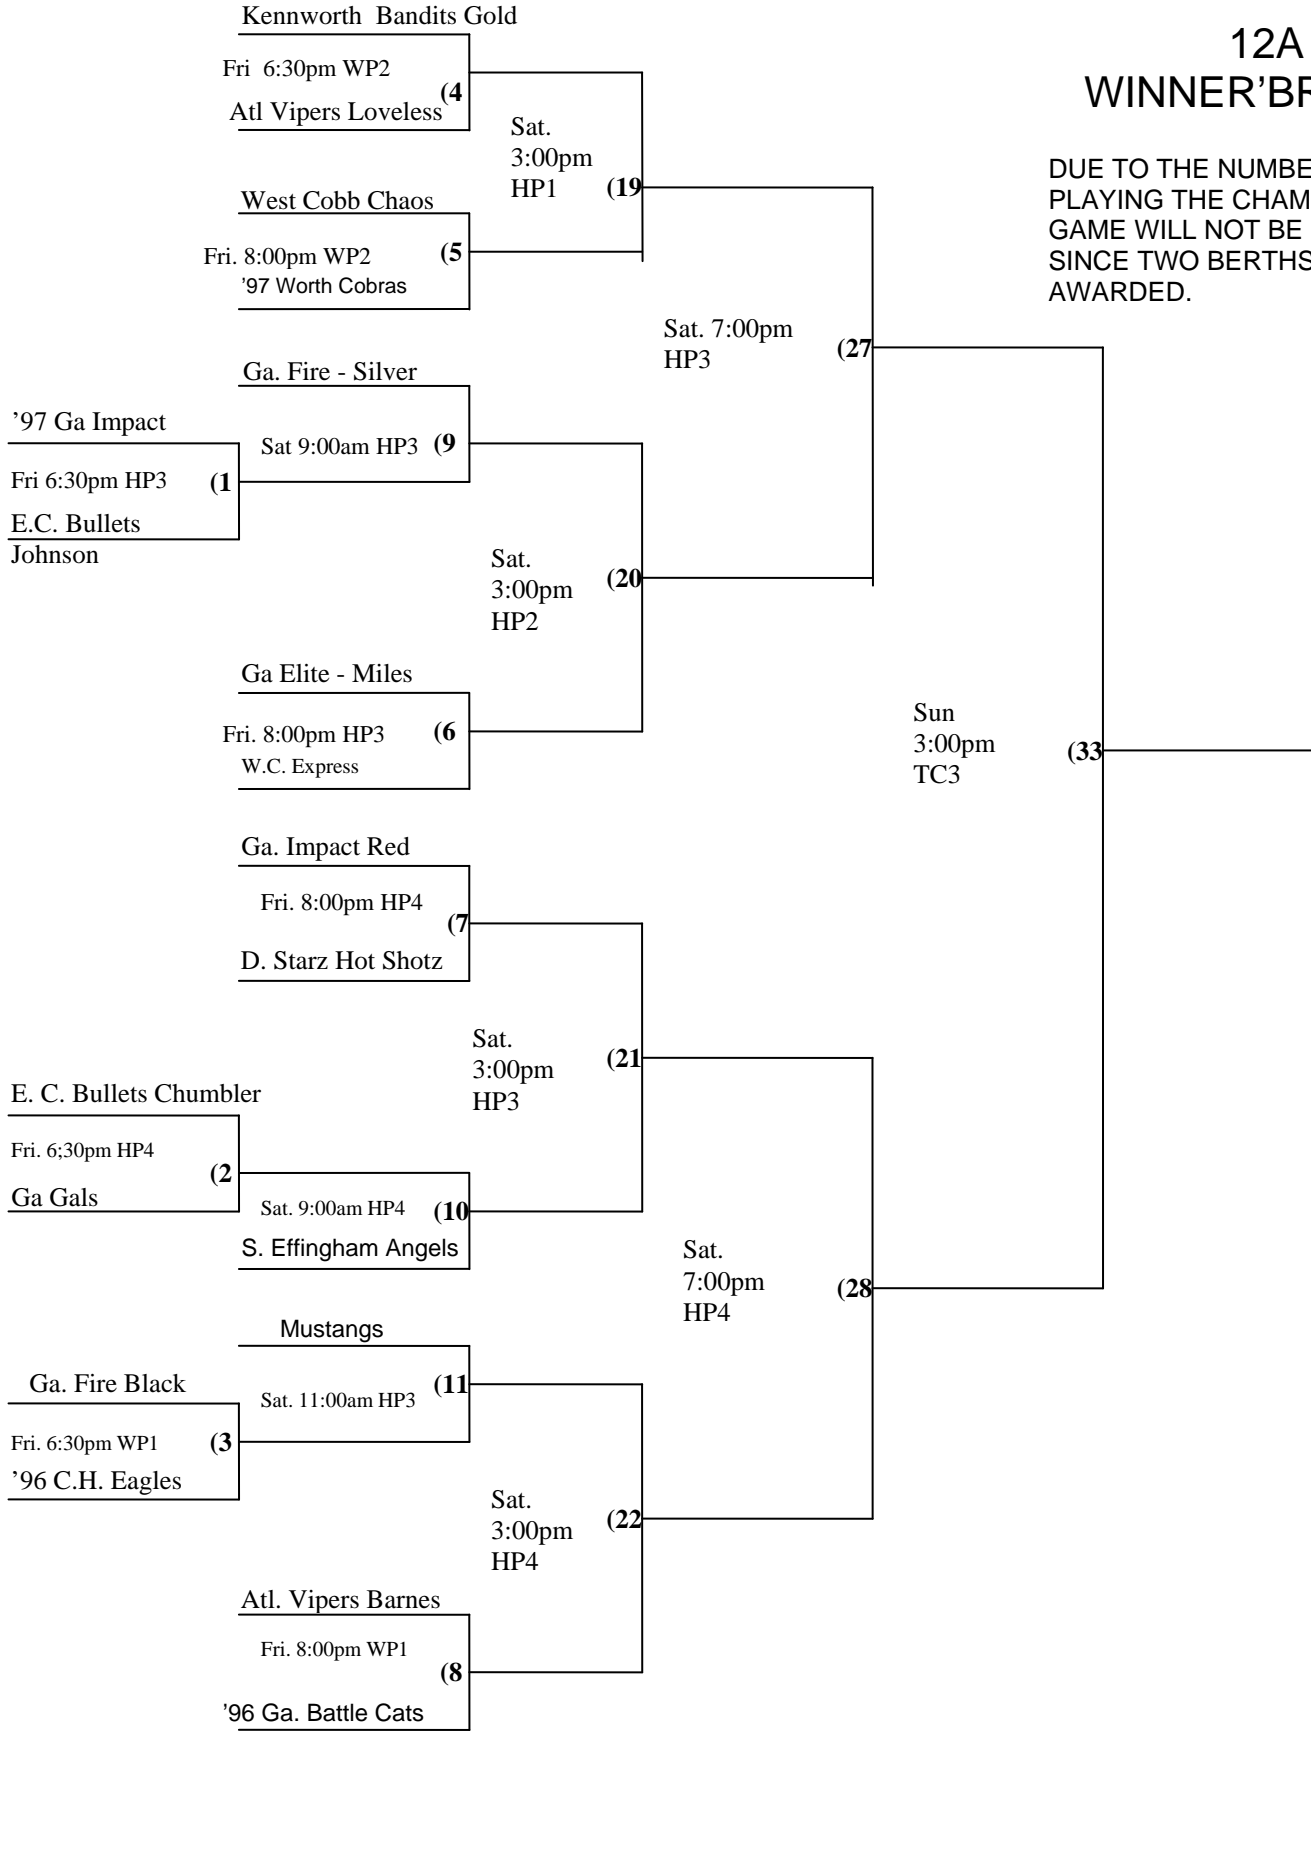 Kennworth  Bandits Gold
12A
Fri  6:30pm WP2
(4
WINNER'BR
Atl Vipers Loveless
Sat.
3:00pm
HP1
(19
DUE TO THE NUMBE
PLAYING THE CHAM
GAME WILL NOT BE
SINCE TWO BERTHS
AWARDED.
West Cobb Chaos
Fri. 8:00pm WP2
(5
'97 Worth Cobras
Sat. 7:00pm
HP3
(27
Ga. Fire - Silver
’97 Ga Impact
Sat 9:00am HP3
(9
Fri 6:30pm HP3
(1
E.C. Bullets
Johnson
Sat.
3:00pm
HP2
(20
Ga Elite - Miles
Fri. 8:00pm HP3
(6
W.C. Express
Sun
3:00pm
TC3
(33
Ga. Impact Red
Fri. 8:00pm HP4
(7
D. Starz Hot Shotz
Sat.
3:00pm
HP3
(21
E. C. Bullets Chumbler
Fri. 6;30pm HP4
(2
Ga Gals
Sat. 9:00am HP4
(10
S. Effingham Angels
Sat.
7:00pm
HP4
(28
Mustangs
Ga. Fire Black
Sat. 11:00am HP3
(11
Fri. 6:30pm WP1
(3
’96 C.H. Eagles
Sat.
3:00pm
HP4
(22
Atl. Vipers Barnes
Fri. 8:00pm WP1
(8
’96 Ga. Battle Cats